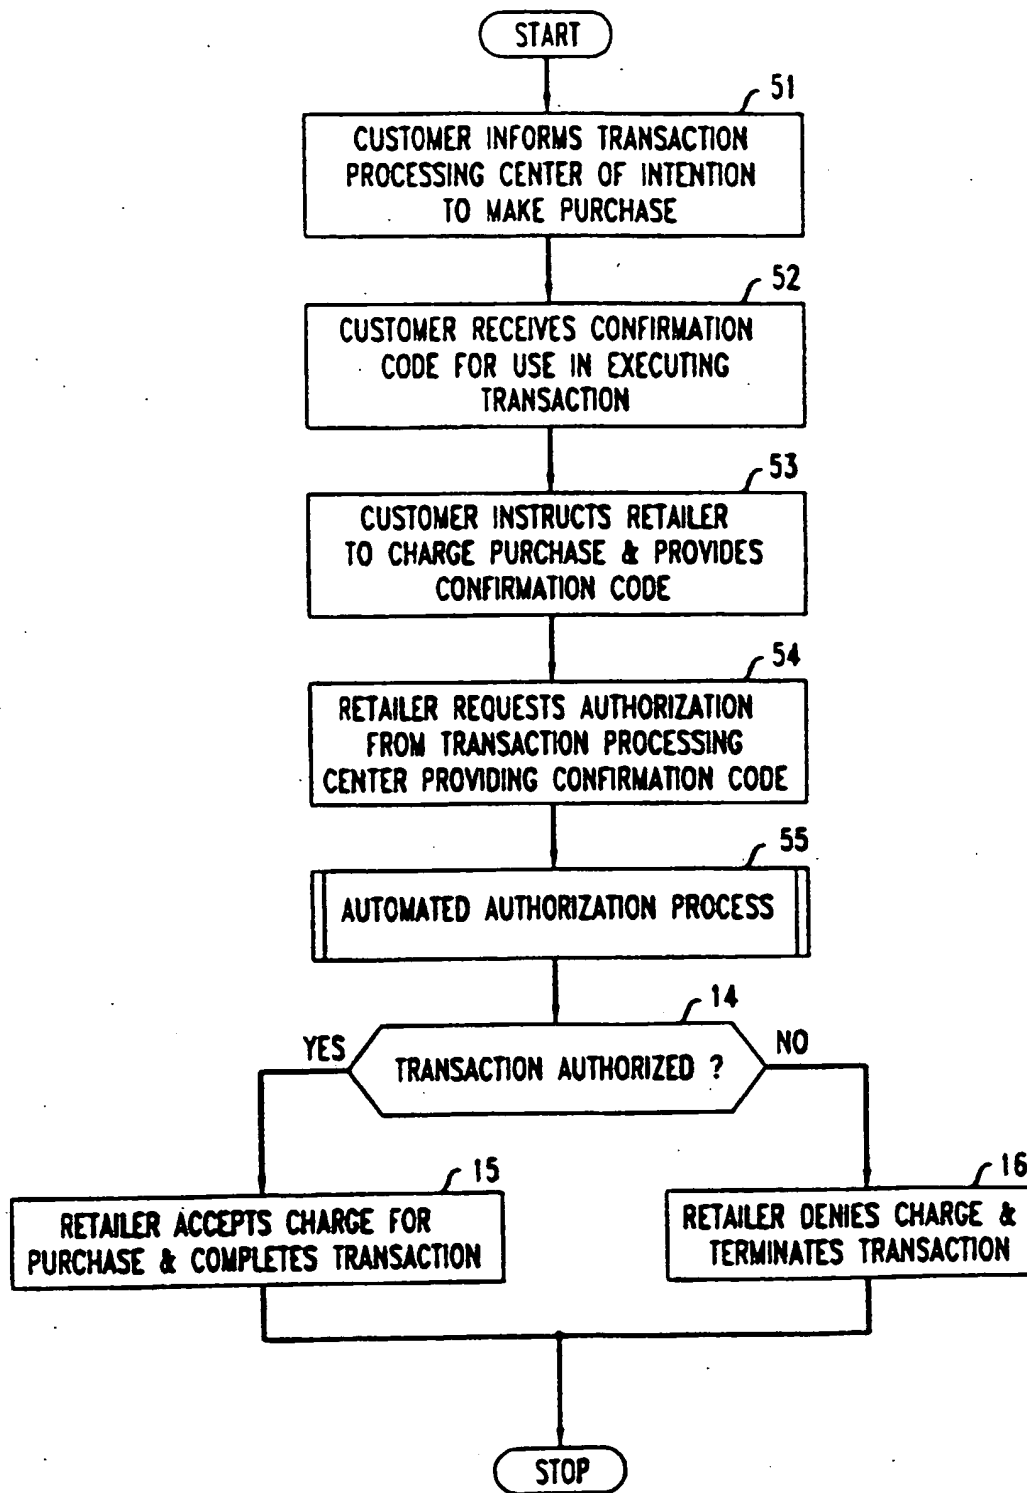 START
51
CUSTOMER INFORMS TRANSACTION
PROCESSING CENTER OF INTENTION
TO MAKE PURCHASE
52
CUSTOMER RECEIVES CONFIRMATION
CODE FOR USE IN EXECUTING
TRANSACTION
53
CUSTOMER INSTRUCTS RETAILER
TO CHARGE PURCHASE & PROVIDES
CONFIRMATION CODE
54
RETAILER REQUESTS AUTHORIZATION
FROM TRANSACTION PROCESSING
CENTER PROVIDING CONFIRMATION CODE
55
AUTOMATED AUTHORIZATION PROCESS
14
YES
TRANSACTION AUTHORIZED ?
NO
15
RETAILER ACCEPTS CHARGE FOR
PURCHASE & COMPLETES TRANSACTION
16
RETAILER DENIES CHARGE &
TERMINATES TRANSACTION
STOP